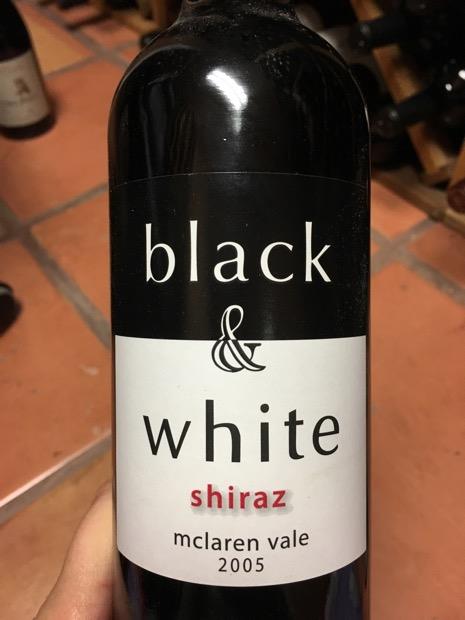 black
&
white
shiraz
mclaren vale
2005